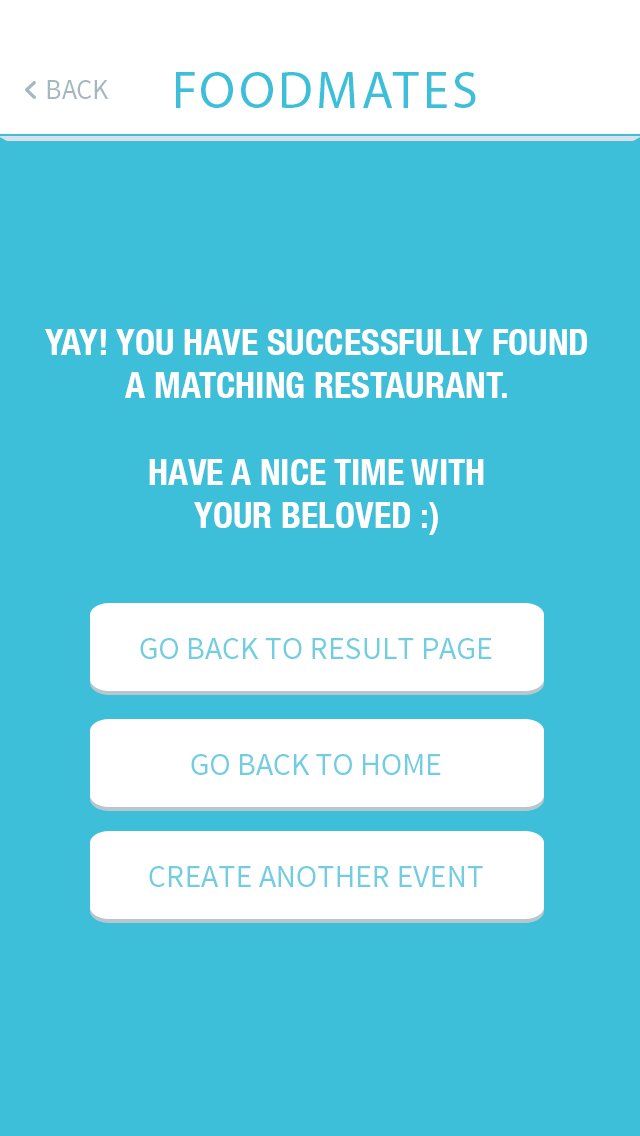 BACK
FOODMATES
YAY! YOU HAVE SUCCESSFULLY FOUND
A MATCHING RESTAURANT.
HAVE A NICE TIME WITH
YOUR BELOVED :)
GO BACK TO RESULT PAGE
GO BACK TO HOME
CREATE ANOTHER EVENT